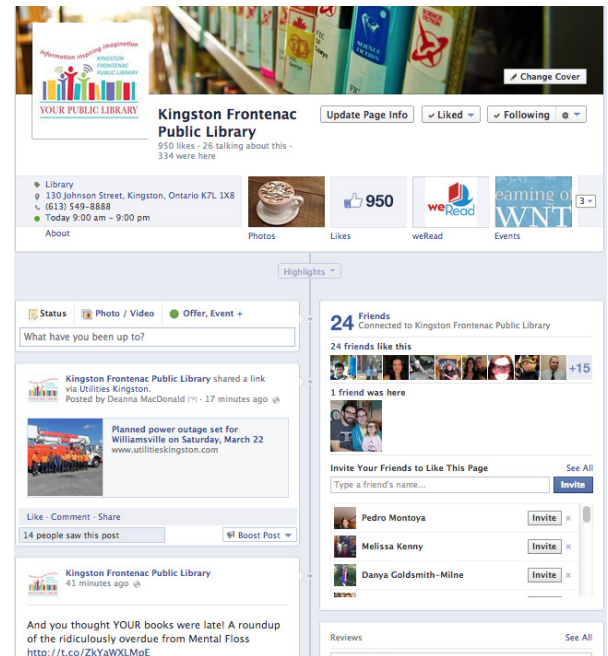 SCIENCE
FICTION
Information inspiring imagination
KINGSTON
FRONTENAC
PUBLIC LIBRARY
YOUR PUBLIC LIBRARY
Change Cover
Kingston Frontenac
Public Library
950 likes · 26 talking about this ·
334 were here
Update Page Info
Liked
Following
Library
130 Johnson Street, Kingston, Ontario K7L 1X8
(613) 549-8888
Today 9:00 am – 9:00 pm
About
950
weRead
eaming of
WNT
3
Photos
Likes
weRead
Events
Highlights
Status
Photo / Video
Offer, Event +
What have you been up to?
Kingston Frontenac Public Library shared a link
via Utilities Kingston.
Posted by Deanna MacDonald [?] · 17 minutes ago
Planned power outage set for
Williamsville on Saturday, March 22
www.utilitieskingston.com
Like · Comment · Share
14 people saw this post
Boost Post
Kingston Frontenac Public Library
41 minutes ago
And you thought YOUR books were late! A roundup
of the ridiculously overdue from Mental Floss
http://t.co/ZkYaWXLMpE
24 Friends
Connected to Kingston Frontenac Public Library
24 friends like this
+15
1 friend was here
Invite Your Friends to Like This Page
See All
Type a friend's name...
Invite
Pedro Montoya
Invite
Melissa Kenny
Invite
Danya Goldsmith-Milne
Invite
Reviews
See All